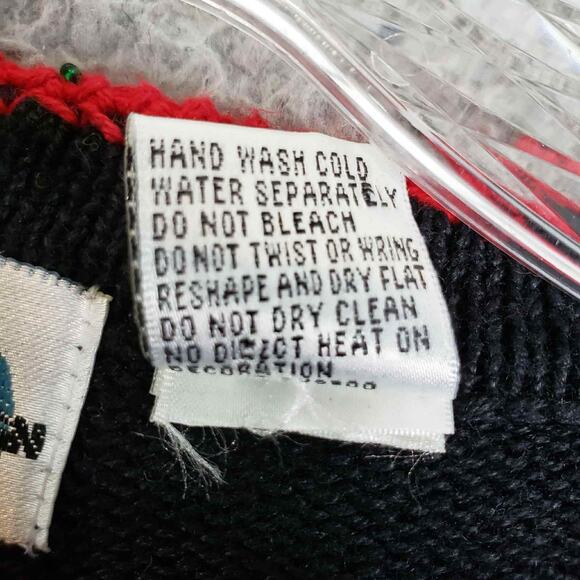 HAND WASH COLD
WATER SEPARATELY
DO NOT BLEACH
DO NOT TWIST OR WRING
RESHAPE AND DRY FLAT
DO NOT DRY CLEAN
NO DIRECT HEAT ON
DECORATION